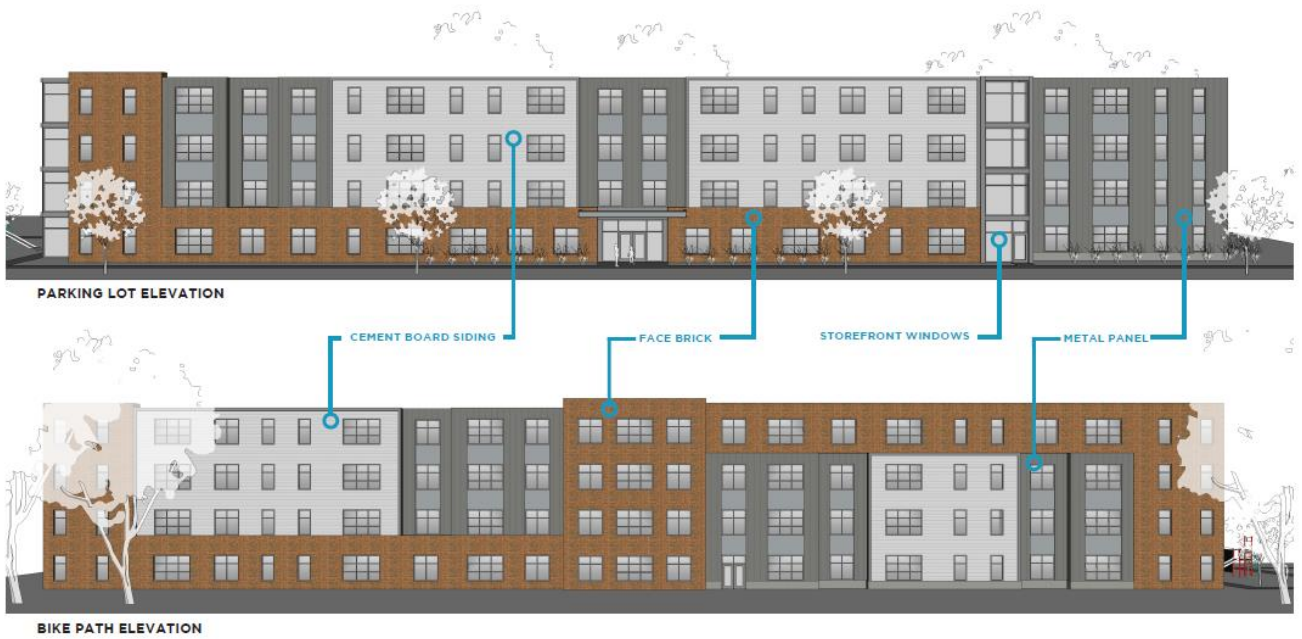 PARKING LOT ELEVATION
CEMENT BOARD SIDING
FACE BRICK
STOREFRONT WINDOWS
METAL PANEL
BIKE PATH ELEVATION